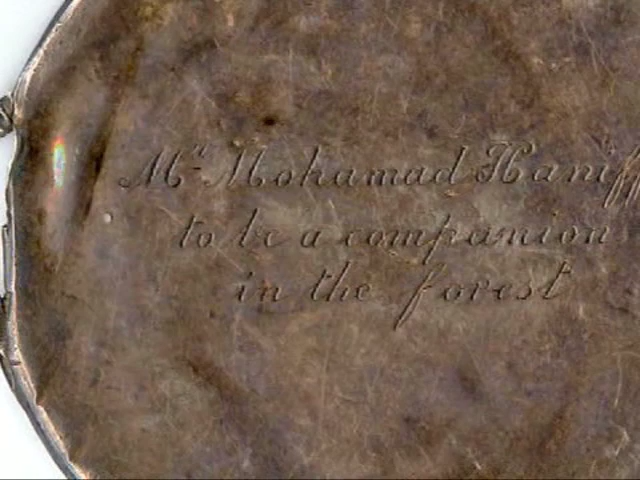 Mr Mohamad Haniff
to be a companion
in the forest